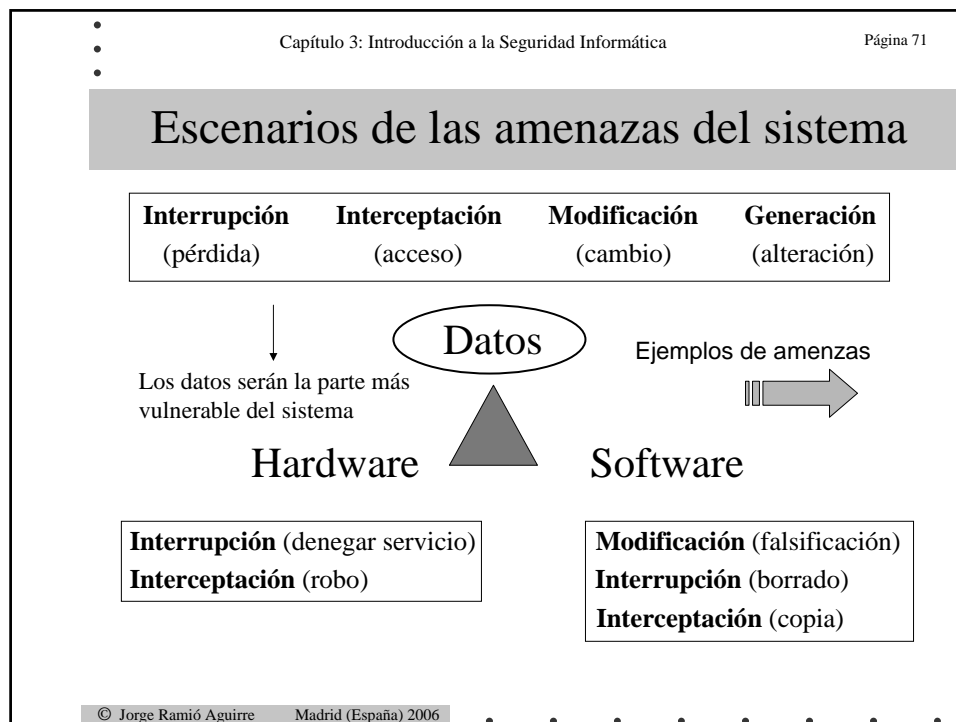 Capítulo 3: Introducción a la Seguridad Informática Página 71
Escenarios de las amenazas del sistema
Interrupción Interceptación Modificación Generación
(pérdida) (acceso) (cambio) (alteración)
Datos
Ejemplos de amenzas
Los datos serán la parte más
vulnerable del sistema
Hardware Software
Interrupción (denegar servicio)
Interceptación (robo)
Modificación (falsificación)
Interrupción (borrado)
Interceptación (copia)
© Jorge Ramió Aguirre Madrid (España) 2006